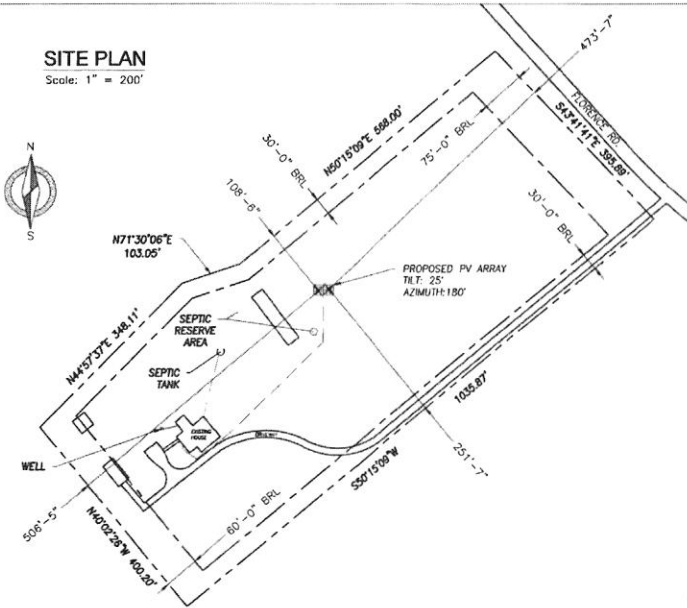 SITE PLAN
Scale: 1" = 200'
N
S
473'-7"
FLORENCE RD.
S43°41'41"E 395.89'
N50°15'09"E 588.00'
30'-0" BRL
75'-0" BRL
108'-6"
30'-0" BRL
N71°30'06"E
103.05'
PROPOSED PV ARRAY
TILT: 25°
AZIMUTH:180°
SEPTIC
RESERVE
AREA
N44°57'37"E 348.11'
SEPTIC
TANK
1035.87'
EXISTING
HOUSE
DRIVEWAY
WELL
251'-7"
S50°15'09"W
506'-5"
60'-0" BRL
N40°02'26"W 400.20'